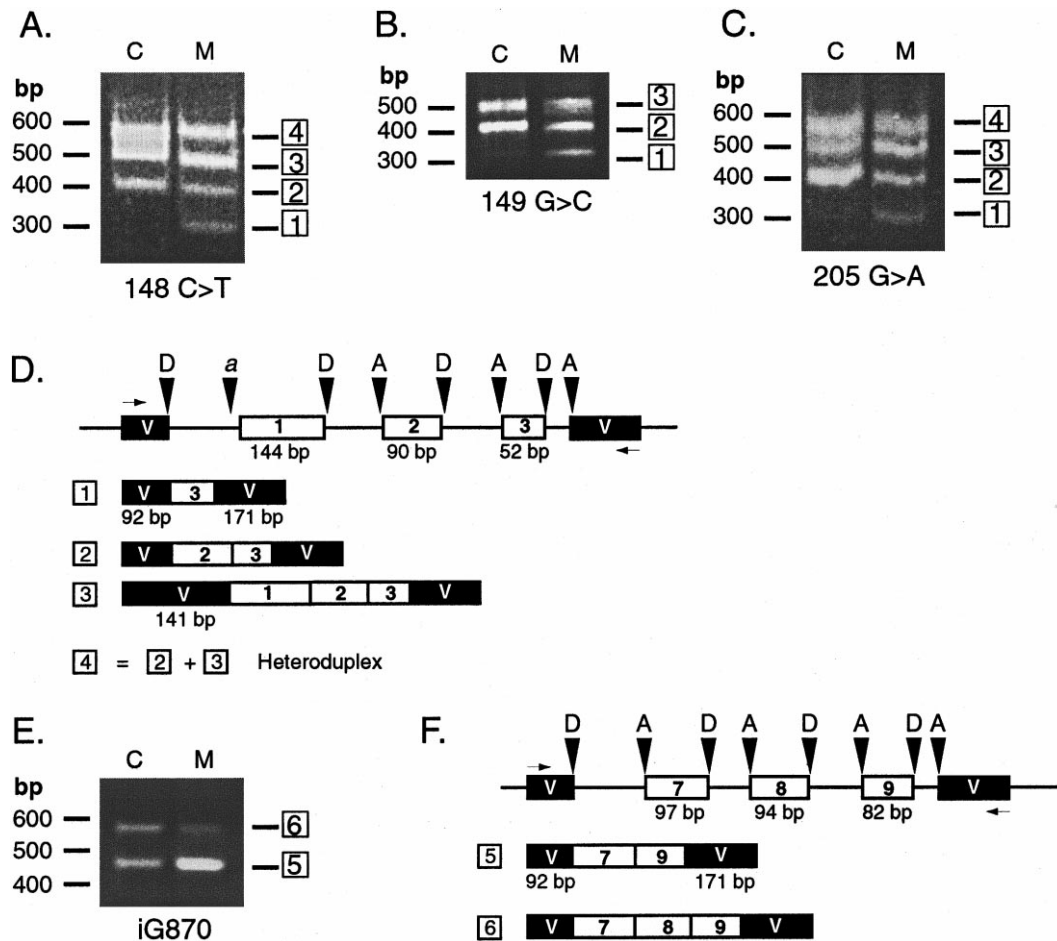 A.
C M
bp
600
500
400
300
4
3
2
1
148 C>T
B.
C M
500
400
300
3
2
1
149 G>C
C.
C M
bp
600
500
400
300
4
3
2
1
205 G>A
D.
D a D A D A D A
V 1 2 3 V
144 bp 90 bp 52 bp
1 V 3 V
92 bp 171 bp
2 V 2 3 V
3 V 1 2 3 V
141 bp
4 = 2 + 3 Heteroduplex
E.
C M
bp
600
500
400
6
5
iG870
F.
D A D A D A D A
V 7 8 9 V
97 bp 94 bp 82 bp
5 V 7 9 V
92 bp 171 bp
6 V 7 8 9 V